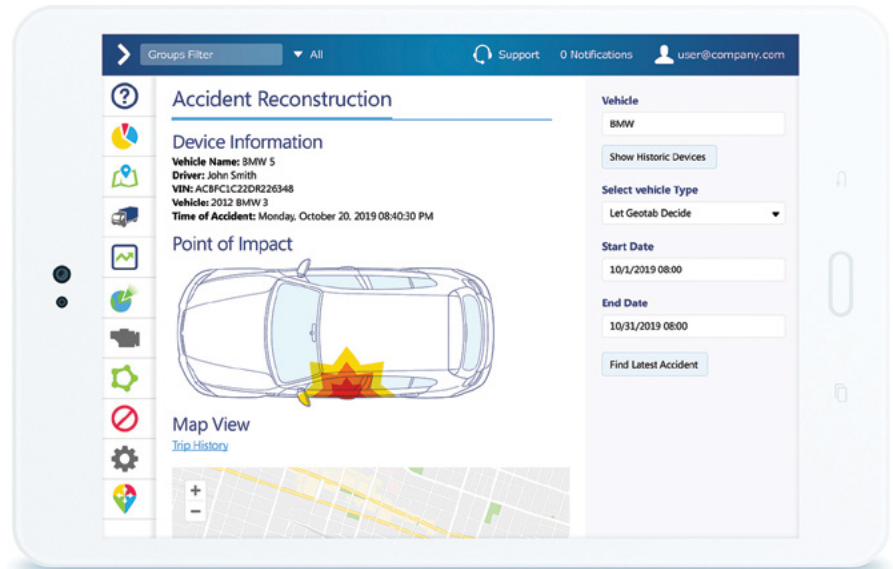 Groups Filter
All
Support
0 Notifications
user@company.com
Accident Reconstruction
Device Information
Vehicle Name: BMW 5
Driver: John Smith
VIN: ACBFC1C22DR226348
Vehicle: 2012 BMW 3
Time of Accident: Monday, October 20, 2019 08:40:30 PM
Point of Impact
Map View
Trip History
+
−
Vehicle
BMW
Show Historic Devices
Select vehicle Type
Let Geotab Decide
Start Date
10/1/2019 08:00
End Date
10/31/2019 08:00
Find Latest Accident